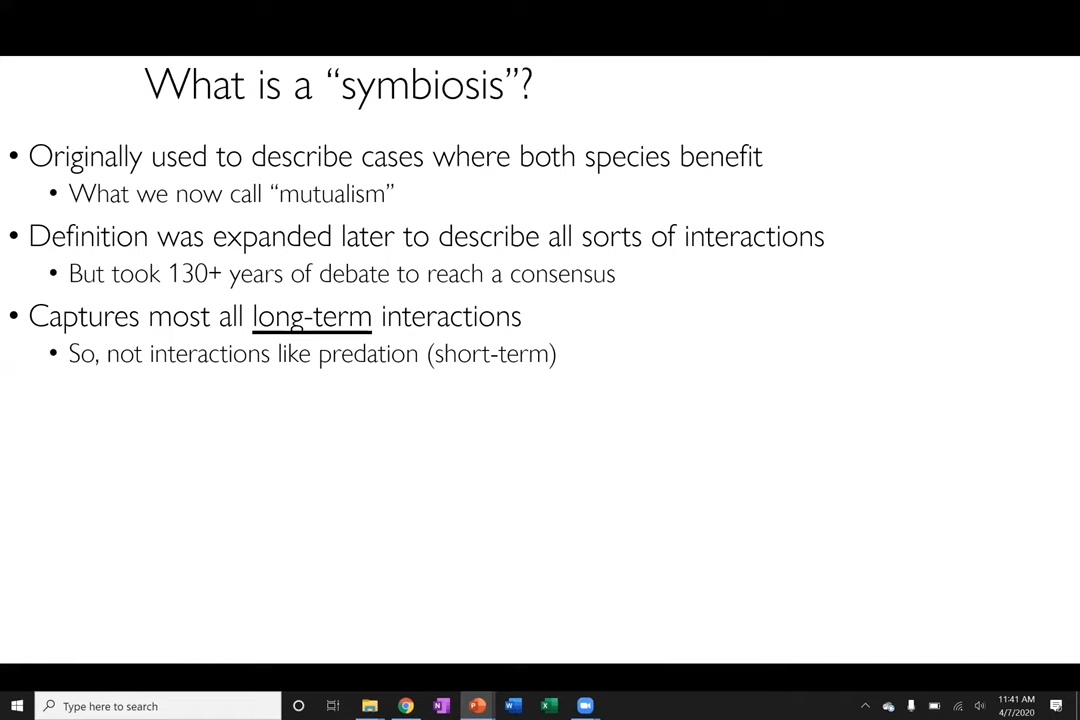 What is a “symbiosis”?
• Originally used to describe cases where both species benefit
• What we now call “mutualism”
• Definition was expanded later to describe all sorts of interactions
• But took 130+ years of debate to reach a consensus
• Captures most all long-term interactions
• So, not interactions like predation (short-term)
Type here to search
11:41 AM
4/7/2020